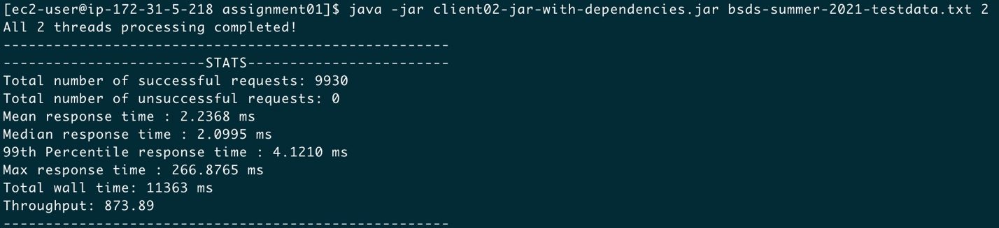 [ec2-user@ip-172-31-5-218 assignment01]$ java -jar client02-jar-with-dependencies.jar bsds-summer-2021-testdata.txt 2
All 2 threads processing completed!
-----------------------------------------------------
------------------------STATS------------------------
Total number of successful requests: 9930
Total number of unsuccessful requests: 0
Mean response time : 2.2368 ms
Median response time : 2.0995 ms
99th Percentile response time : 4.1210 ms
Max response time : 266.8765 ms
Total wall time: 11363 ms
Throughput: 873.89
-----------------------------------------------------